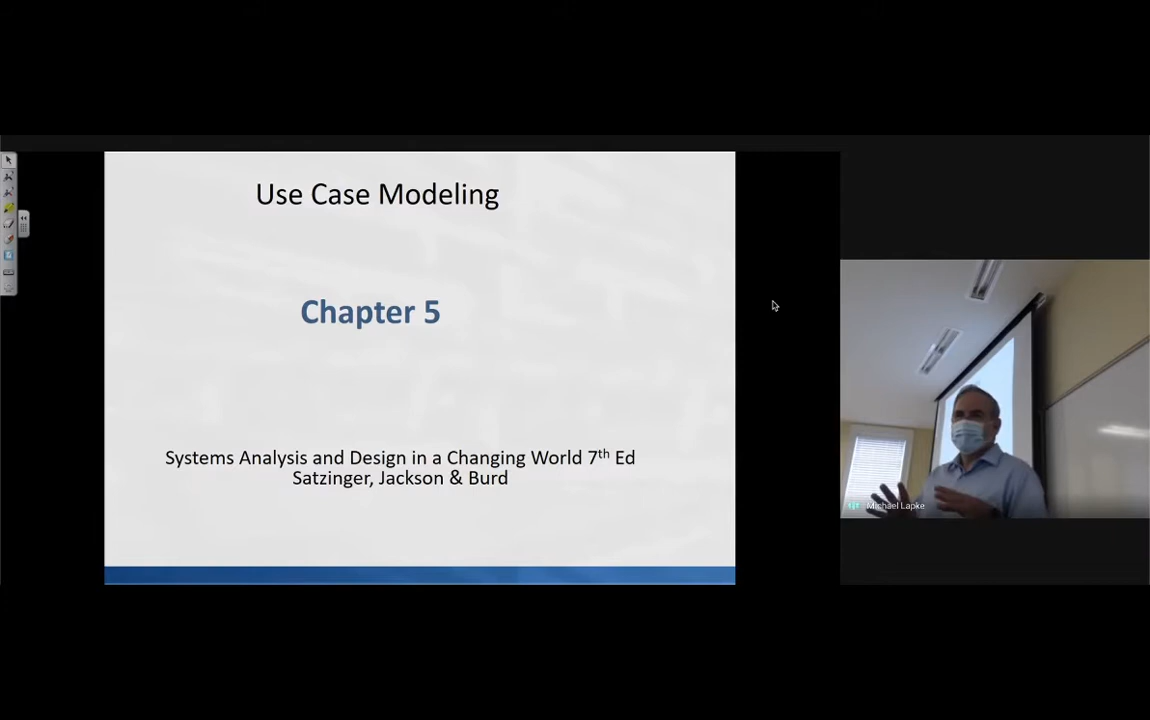 Use Case Modeling
Chapter 5
Systems Analysis and Design in a Changing World 7th Ed
Satzinger, Jackson & Burd
Michael Lapke